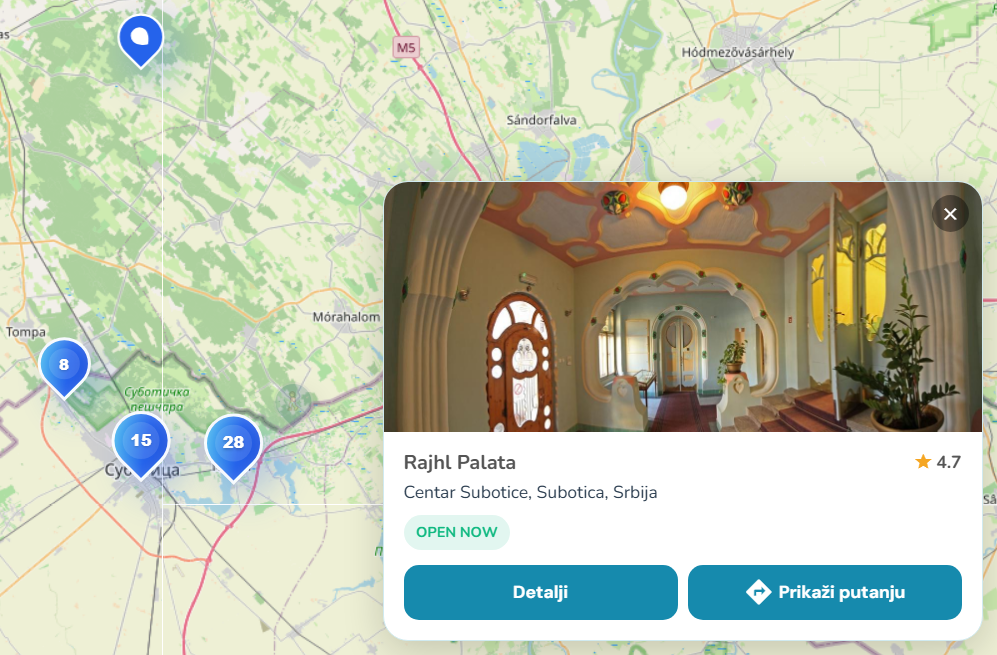 M5
Hódmezővásárhely
Sándorfalva
Mórahalom
Tompa
8
Суботичка
пешчара
15
28
Rajhl Palata
4.7
Centar Subotice, Subotica, Srbija
OPEN NOW
Detalji
Prikaži putanju